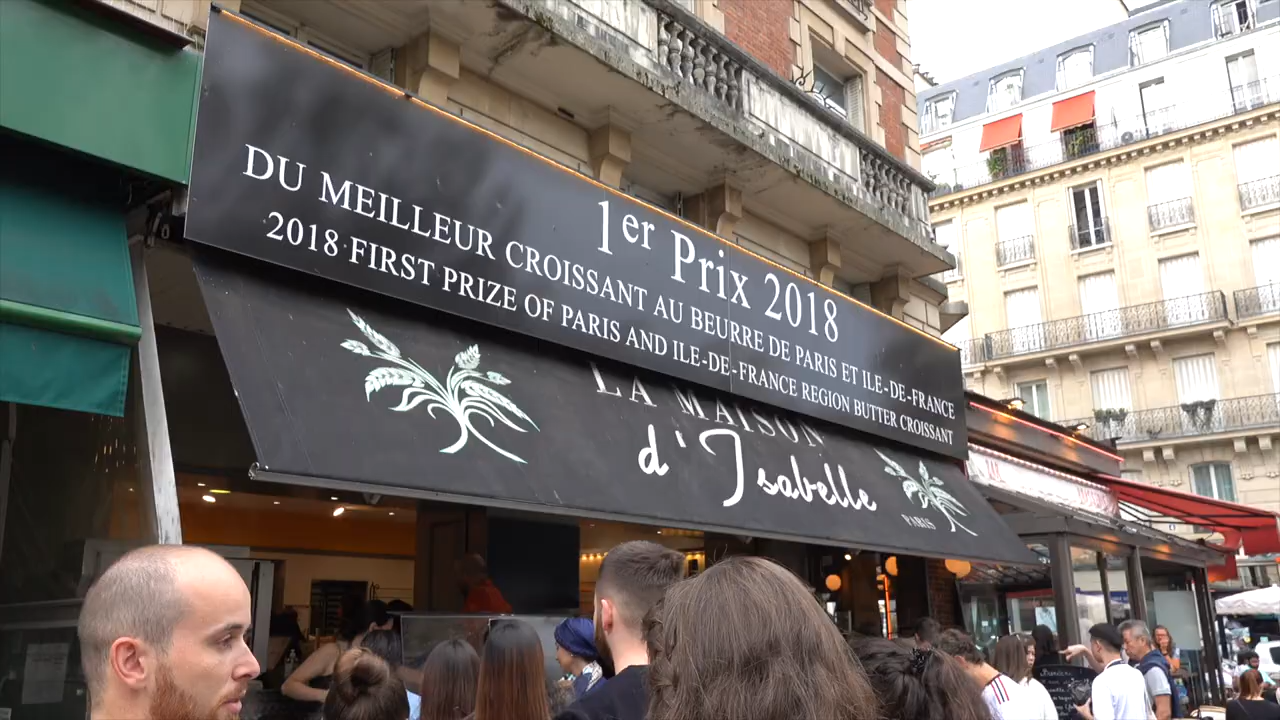 1er Prix 2018
DU MEILLEUR CROISSANT AU BEURRE DE PARIS ET ILE-DE-FRANCE
2018 FIRST PRIZE OF PARIS AND ILE-DE-FRANCE REGION BUTTER CROISSANT
LA MAISON
d'Isabelle
PARIS